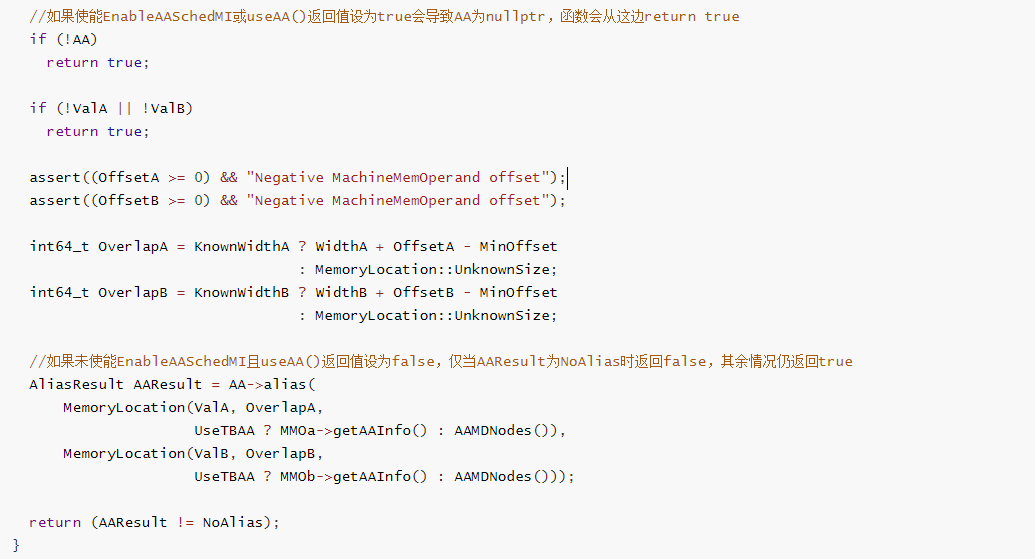 //如果使能EnableAASchedMI或useAA()返回值设为true会导致AA为nullptr，函数会从这边return true
if (!AA)
return true;
if (!ValA || !ValB)
return true;
assert((OffsetA >= 0) && "Negative MachineMemOperand offset");
assert((OffsetB >= 0) && "Negative MachineMemOperand offset");
int64_t OverlapA = KnownWidthA ? WidthA + OffsetA - MinOffset
: MemoryLocation::UnknownSize;
int64_t OverlapB = KnownWidthB ? WidthB + OffsetB - MinOffset
: MemoryLocation::UnknownSize;
//如果未使能EnableAASchedMI且useAA()返回值设为false，仅当AAResult为NoAlias时返回false，其余情况仍返回true
AliasResult AAResult = AA->alias(
MemoryLocation(ValA, OverlapA,
UseTBAA ? MMOa->getAAInfo() : AAMDNodes()),
MemoryLocation(ValB, OverlapB,
UseTBAA ? MMOb->getAAInfo() : AAMDNodes()));
return (AAResult != NoAlias);
}